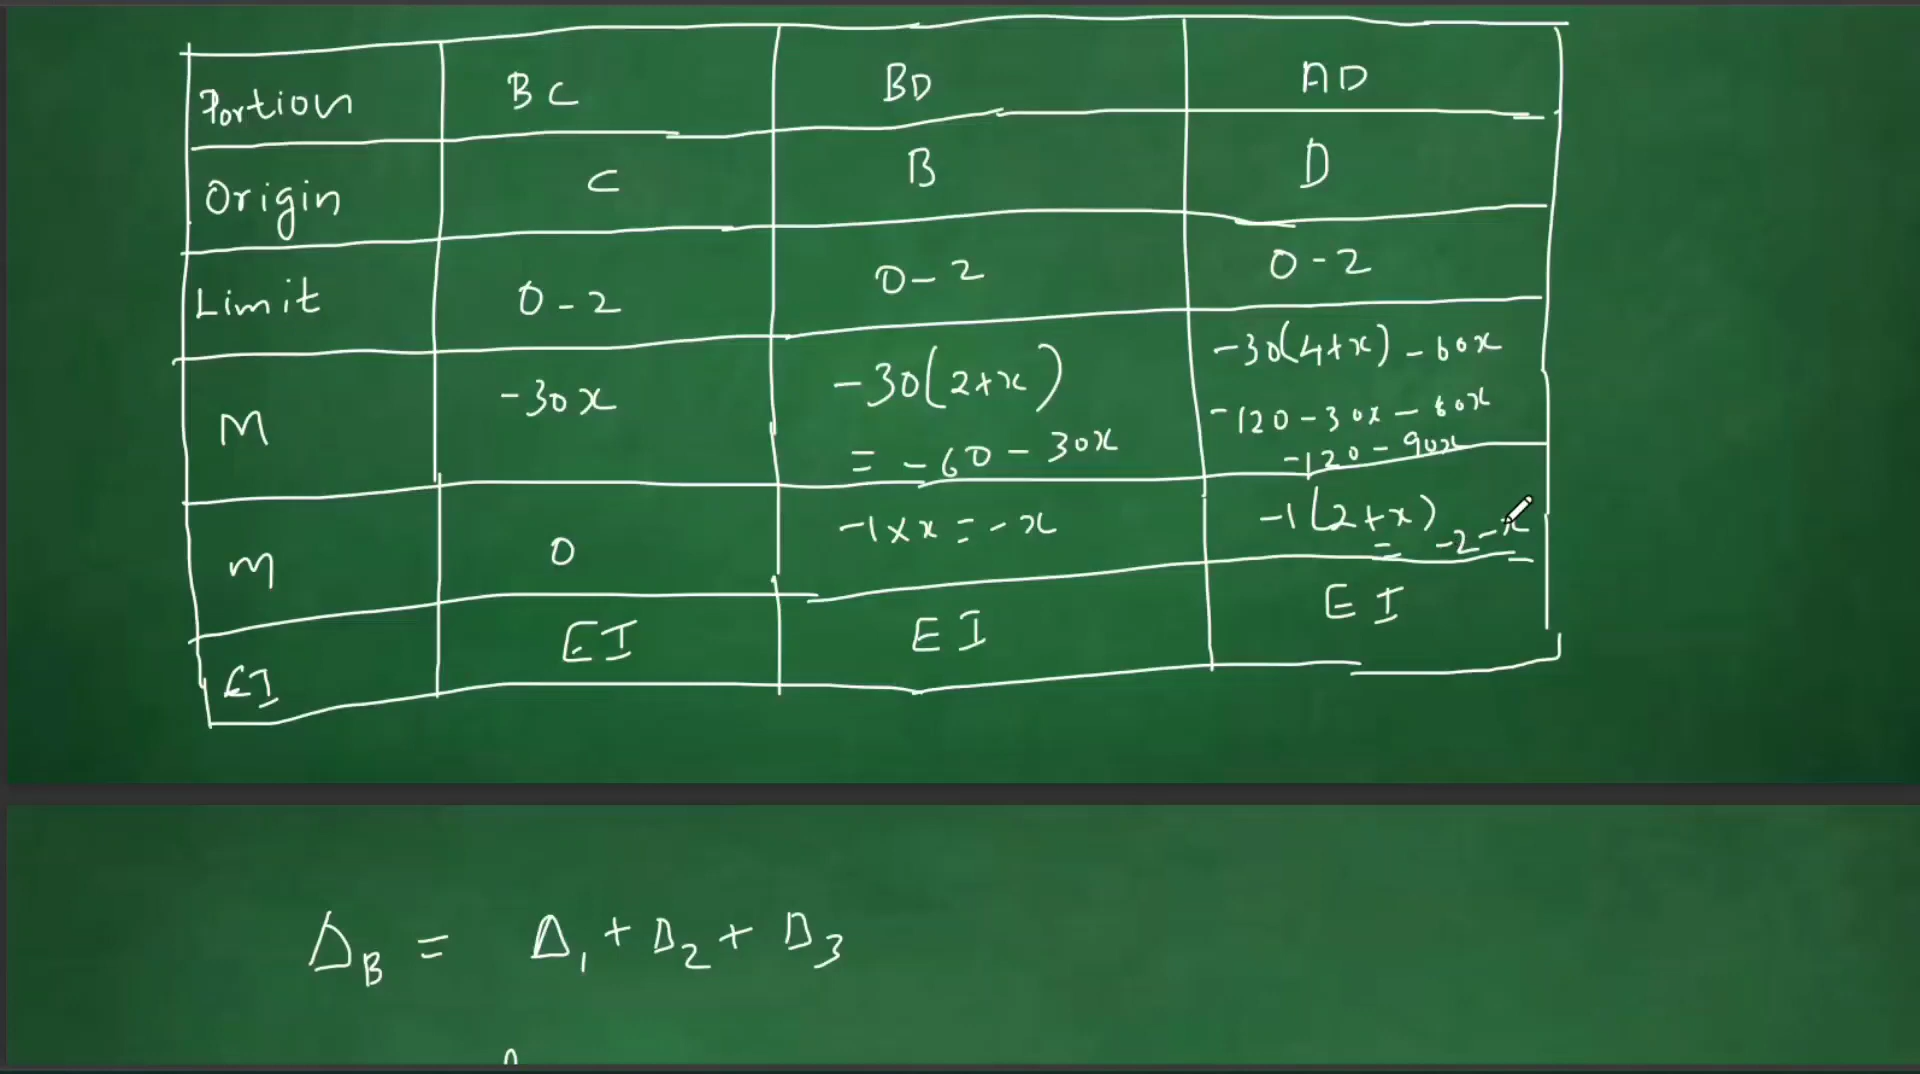 Portion BC BD AD
Origin C B D
Limit 0-2 0-2 0-2
M -30x -30(2+x) -30(4+x) - 60x
= -60 - 30x -120 - 30x - 60x
-120 - 90x
m 0 -1 × x = -x -1(2+x)
= -2 - x
EI EI EI EI
Δ_B = Δ_1 + Δ_2 + Δ_3